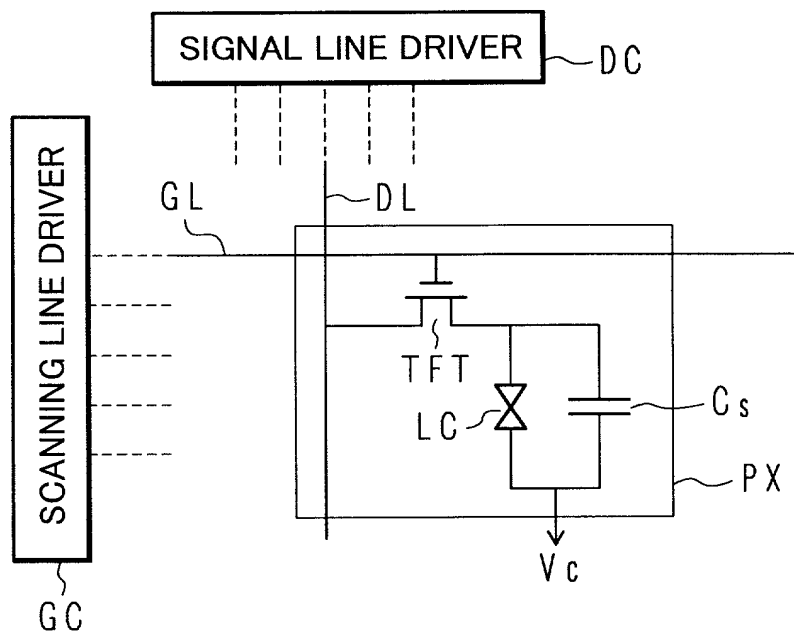 SIGNAL LINE DRIVER
DC
GL
DL
SCANNING LINE DRIVER
TFT
LC
Cs
PX
Vc
GC